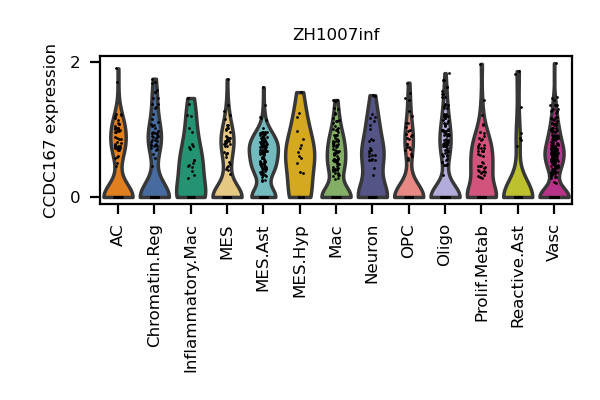 ZH1007inf
CCDC167 expression
2
0
AC
Chromatin.Reg
Inflammatory.Mac
MES
MES.Ast
MES.Hyp
Mac
Neuron
OPC
Oligo
Prolif.Metab
Reactive.Ast
Vasc